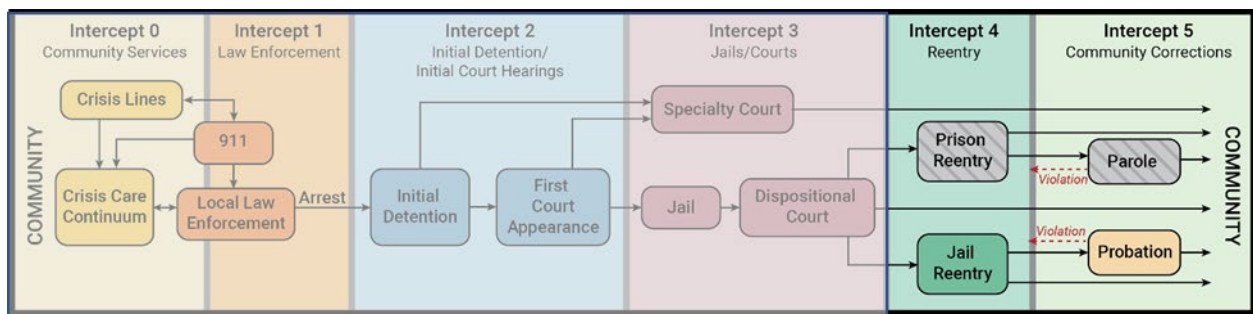 Intercept 0
Community Services
Intercept 1
Law Enforcement
Intercept 2
Initial Detention/
Initial Court Hearings
Intercept 3
Jails/Courts
Intercept 4
Reentry
Intercept 5
Community Corrections
COMMUNITY
Crisis Lines
911
Crisis Care
Continuum
Local Law
Enforcement
Arrest
Initial
Detention
First
Court
Appearance
Specialty Court
Jail
Dispositional
Court
Prison
Reentry
Parole
Violation
Jail
Reentry
Violation
Probation
COMMUNITY